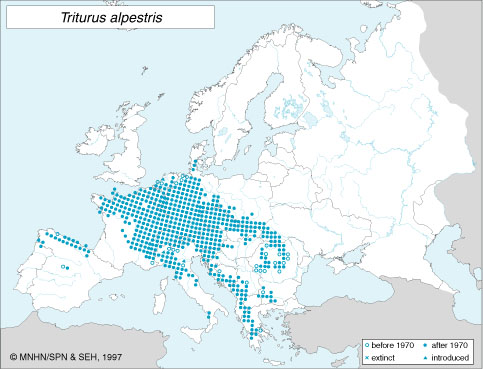 Triturus alpestris
before 1970 after 1970
extinct introduced
© MNHN/SPN & SEH, 1997